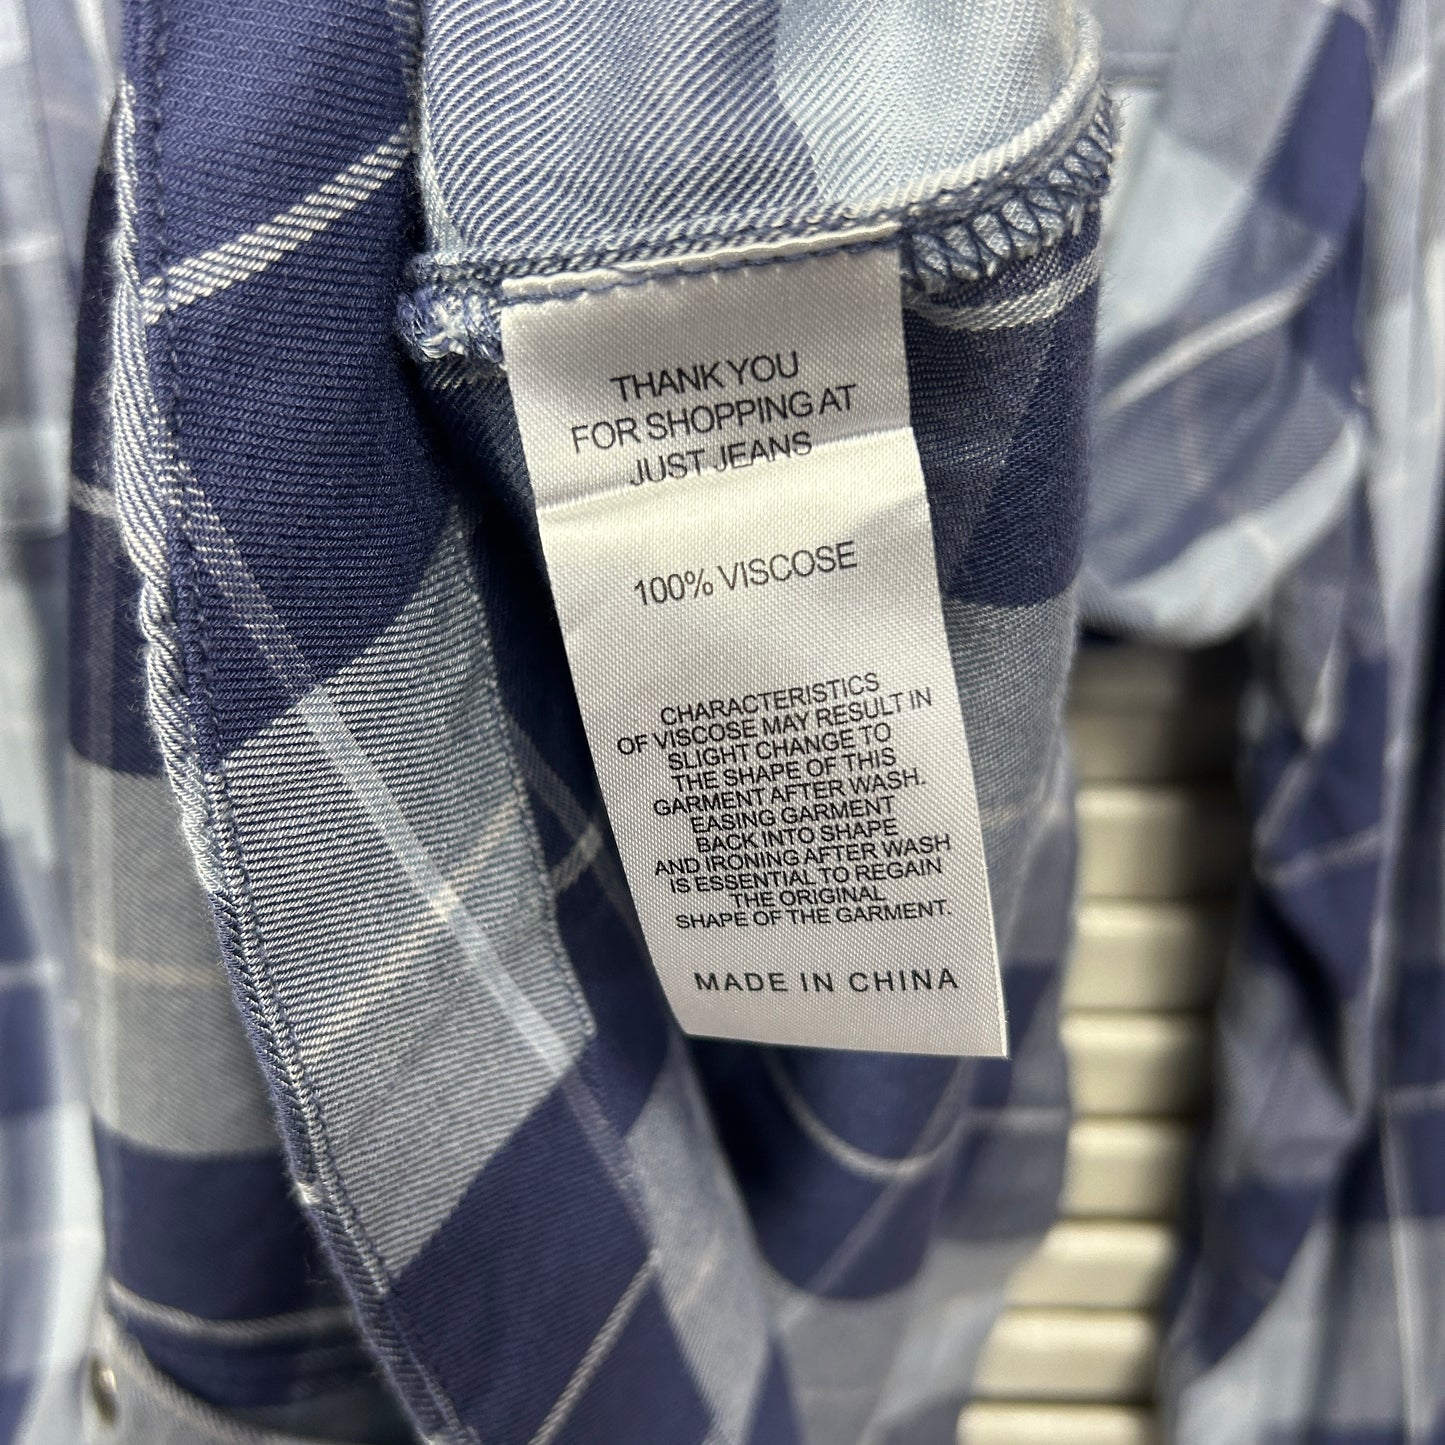 THANK YOU
FOR SHOPPING AT
JUST JEANS
100% VISCOSE
CHARACTERISTICS
OF VISCOSE MAY RESULT IN
SLIGHT CHANGE TO
THE SHAPE OF THIS
GARMENT AFTER WASH.
EASING GARMENT
BACK INTO SHAPE
AND IRONING AFTER WASH
IS ESSENTIAL TO REGAIN
THE ORIGINAL
SHAPE OF THE GARMENT.
MADE IN CHINA